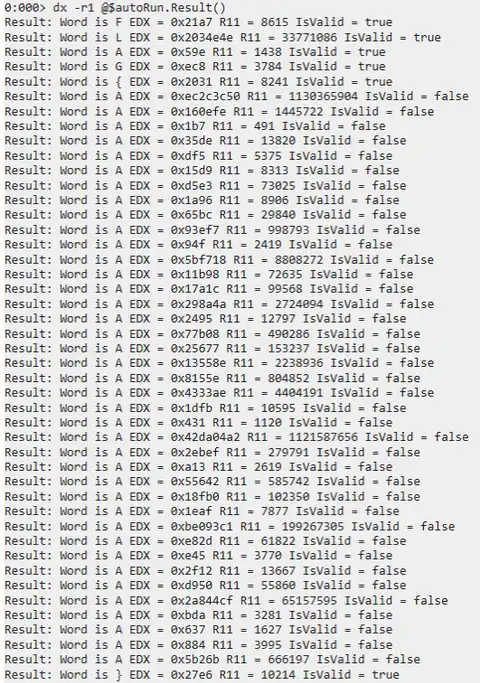 0:000> dx -r1 @$autoRun.Result()
Result: Word is F EDX = 0x21a7 R11 = 8615 IsValid = true
Result: Word is L EDX = 0x2034e4e R11 = 33771086 IsValid = true
Result: Word is A EDX = 0x59e R11 = 1438 IsValid = true
Result: Word is G EDX = 0xec8 R11 = 3784 IsValid = true
Result: Word is { EDX = 0x2031 R11 = 8241 IsValid = true
Result: Word is A EDX = 0xec2c3c50 R11 = 1130365904 IsValid = false
Result: Word is A EDX = 0x160efe R11 = 1445722 IsValid = false
Result: Word is A EDX = 0x1b7 R11 = 491 IsValid = false
Result: Word is A EDX = 0x35de R11 = 13820 IsValid = false
Result: Word is A EDX = 0xdf5 R11 = 5375 IsValid = false
Result: Word is A EDX = 0x15d9 R11 = 8313 IsValid = false
Result: Word is A EDX = 0xd5e3 R11 = 73025 IsValid = false
Result: Word is A EDX = 0x1a96 R11 = 8906 IsValid = false
Result: Word is A EDX = 0x65bc R11 = 29840 IsValid = false
Result: Word is A EDX = 0x93ef7 R11 = 998793 IsValid = false
Result: Word is A EDX = 0x94f R11 = 2419 IsValid = false
Result: Word is A EDX = 0x5bf718 R11 = 8808272 IsValid = false
Result: Word is A EDX = 0x11b98 R11 = 72635 IsValid = false
Result: Word is A EDX = 0x17a1c R11 = 99568 IsValid = false
Result: Word is A EDX = 0x298a4a R11 = 2724094 IsValid = false
Result: Word is A EDX = 0x2495 R11 = 12797 IsValid = false
Result: Word is A EDX = 0x77b08 R11 = 490286 IsValid = false
Result: Word is A EDX = 0x25677 R11 = 153237 IsValid = false
Result: Word is A EDX = 0x13558e R11 = 2238936 IsValid = false
Result: Word is A EDX = 0x8155e R11 = 804852 IsValid = false
Result: Word is A EDX = 0x4333ae R11 = 4404191 IsValid = false
Result: Word is A EDX = 0x1dfb R11 = 10595 IsValid = false
Result: Word is A EDX = 0x431 R11 = 1120 IsValid = false
Result: Word is A EDX = 0x42da04a2 R11 = 1121587656 IsValid = false
Result: Word is A EDX = 0x2ebef R11 = 279791 IsValid = false
Result: Word is A EDX = 0xa13 R11 = 2619 IsValid = false
Result: Word is A EDX = 0x55642 R11 = 585742 IsValid = false
Result: Word is A EDX = 0x18fb0 R11 = 102350 IsValid = false
Result: Word is A EDX = 0x1eaf R11 = 7877 IsValid = false
Result: Word is A EDX = 0xbe093c1 R11 = 199267305 IsValid = false
Result: Word is A EDX = 0xe82d R11 = 61822 IsValid = false
Result: Word is A EDX = 0xe45 R11 = 3770 IsValid = false
Result: Word is A EDX = 0x2f12 R11 = 13667 IsValid = false
Result: Word is A EDX = 0xd950 R11 = 55860 IsValid = false
Result: Word is A EDX = 0x2a844cf R11 = 65157595 IsValid = false
Result: Word is A EDX = 0xbda R11 = 3281 IsValid = false
Result: Word is A EDX = 0x637 R11 = 1627 IsValid = false
Result: Word is A EDX = 0x884 R11 = 3995 IsValid = false
Result: Word is A EDX = 0x5b26b R11 = 666197 IsValid = false
Result: Word is } EDX = 0x27e6 R11 = 10214 IsValid = true